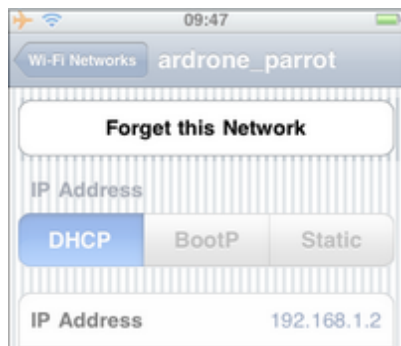 09:47
Wi-Fi Networks ardrone_parrot
Forget this Network
IP Address
DHCP BootP Static
IP Address 192.168.1.2